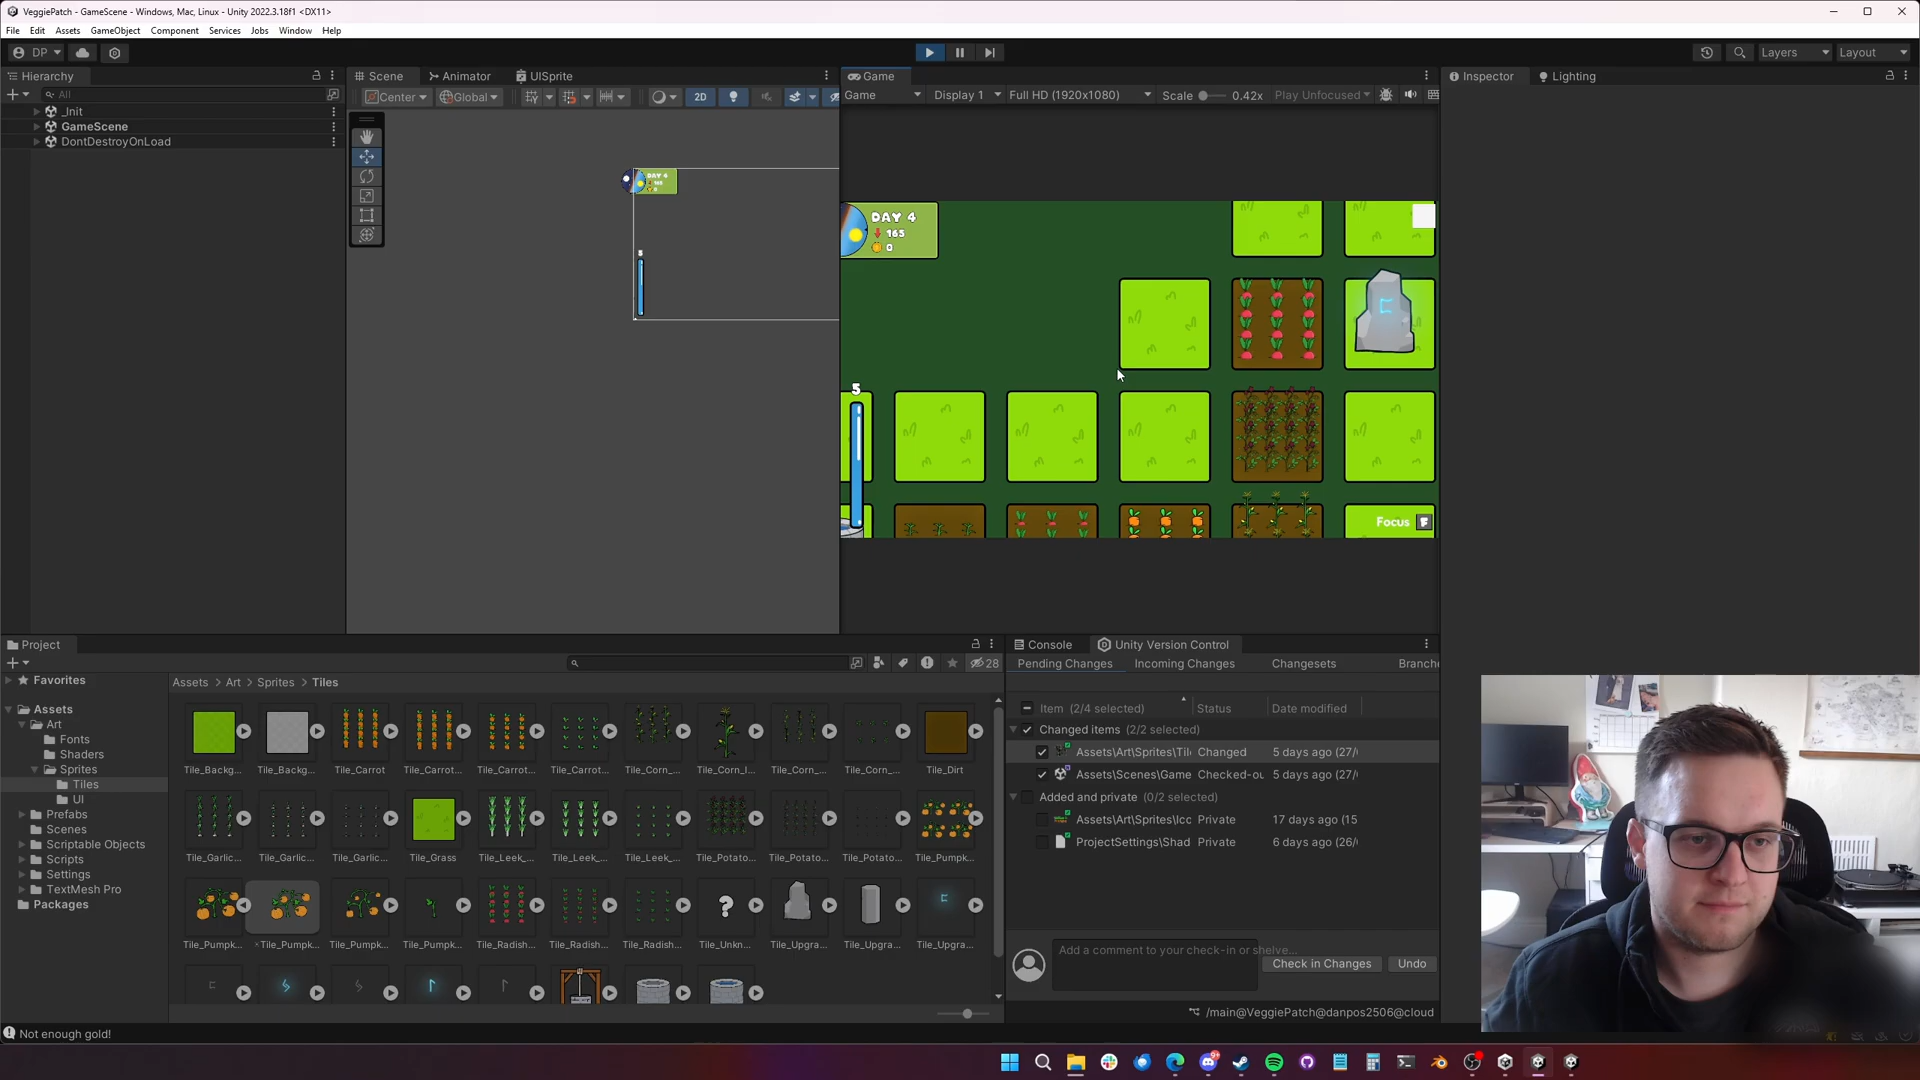 VeggiePatch - GameScene - Windows, Mac, Linux - Unity 2022.3.18f1 <DX11>
File Edit Assets GameObject Component Services Jobs Window Help
DP Layers Layout
Hierarchy Scene Animator UISprite Game Inspector Lighting
All Center Global 2D Game Display 1 Full HD (1920x1080) Scale 0.42x Play Unfocused
_Init
GameScene
DontDestroyOnLoad
DAY 4
165
0
DAY 4
165
0
5
5
Focus F
Project
28
Favorites
Assets > Art > Sprites > Tiles
Assets
Art
Fonts
Shaders
Sprites
Tiles
UI
Prefabs
Scenes
Scriptable Objects
Scripts
Settings
TextMesh Pro
Packages
Tile_Backg... Tile_Backg... Tile_Carrot Tile_Carrot... Tile_Carrot... Tile_Carrot... Tile_Corn_... Tile_Corn_I... Tile_Corn_... Tile_Corn_... Tile_Dirt
Tile_Garlic... Tile_Garlic... Tile_Garlic... Tile_Grass Tile_Leek_... Tile_Leek_... Tile_Leek_... Tile_Potato... Tile_Potato... Tile_Potato... Tile_Pumpk...
?
Tile_Pumpk... Tile_Pumpk... Tile_Pumpk... Tile_Pumpk... Tile_Radish... Tile_Radish... Tile_Radish... Tile_Unkn... Tile_Upgra... Tile_Upgra... Tile_Upgra...
Console Unity Version Control
Pending Changes Incoming Changes Changesets Branche
Item (2/4 selected) Status Date modified
Changed items (2/2 selected)
Assets\Art\Sprites\Til Changed 5 days ago (27/
Assets\Scenes\Game Checked-ou 5 days ago (27/
Added and private (0/2 selected)
Assets\Art\Sprites\Icc Private 17 days ago (15
ProjectSettings\Shad Private 6 days ago (26/
Add a comment to your check-in or shelve...
Check in Changes Undo
/main@VeggiePatch@danpos2506@cloud
Not enough gold!